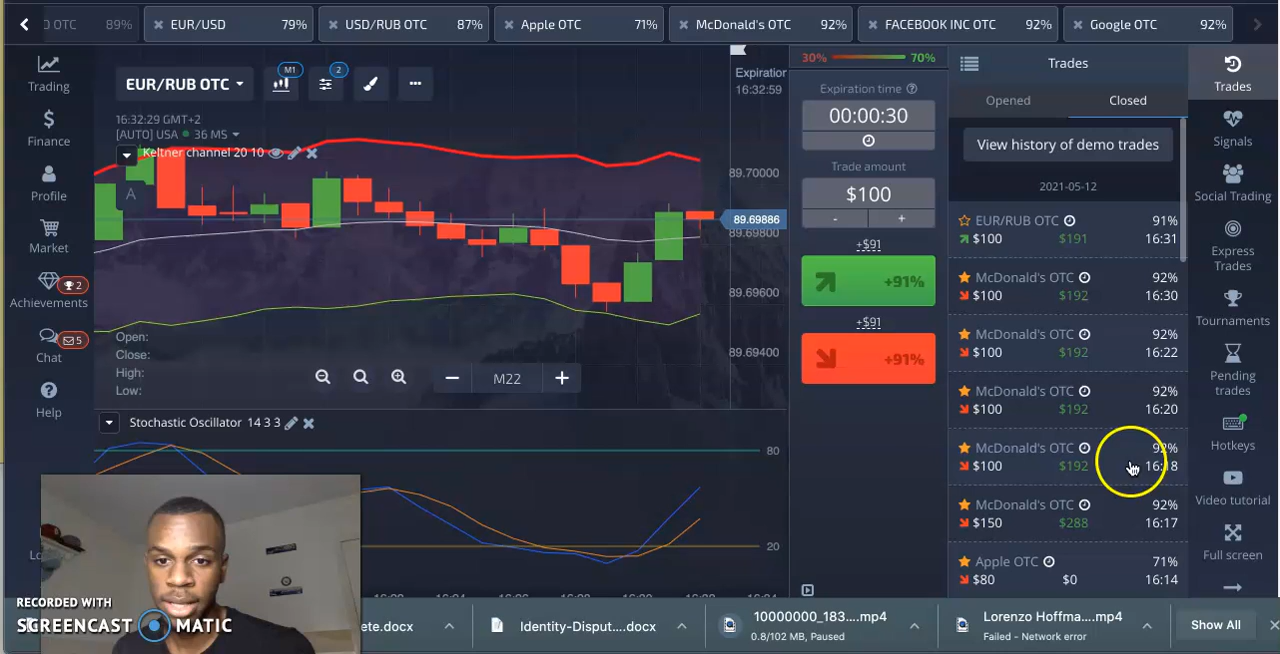 O OTC 89%
EUR/USD 79%
USD/RUB OTC 87%
Apple OTC 71%
McDonald's OTC 92%
FACEBOOK INC OTC 92%
Google OTC 92%
Trading
Finance
Profile
Market
Achievements
2
Chat
5
Help
EUR/RUB OTC
M1
2
16:32:29 GMT+2
[AUTO] USA 36 MS
Keltner channel 20 10
A
Expiration
16:32:59
89.70000
89.69886
89.69800
89.69600
89.69400
Open:
Close:
High:
Low:
M22
Stochastic Oscillator 14 3 3
80
20
30% 70%
Expiration time
00:00:30
Trade amount
$100
- +
+$91
+91%
+$91
+91%
Trades
Opened Closed
View history of demo trades
2021-05-12
EUR/RUB OTC 91%
$100 $191 16:31
McDonald's OTC 92%
$100 $192 16:30
McDonald's OTC 92%
$100 $192 16:22
McDonald's OTC 92%
$100 $192 16:20
McDonald's OTC 92%
$100 $192 16:18
McDonald's OTC 92%
$150 $288 16:17
Apple OTC 71%
$80 $0 16:14
Trades
Signals
Social Trading
Express
Trades
Tournaments
Pending
trades
Hotkeys
Video tutorial
Full screen
RECORDED WITH
SCREENCAST MATIC
ete.docx
Identity-Disput....docx
10000000_183....mp4
0.8/102 MB, Paused
Lorenzo Hoffma....mp4
Failed - Network error
Show All